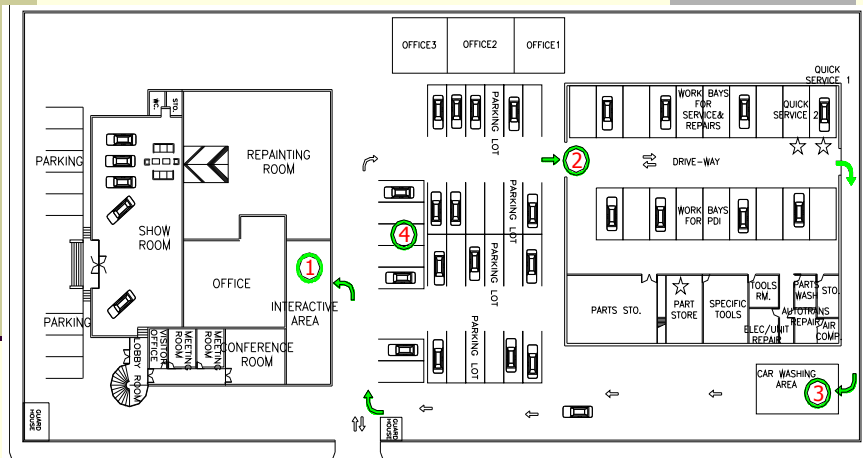 OFFICE3
OFFICE2
OFFICE1
QUICK
SERVICE 1
WC.
STO.
PARKING LOT
WORK BAYS
FOR
SERVICE&
REPAIRS
QUICK
SERVICE 2
PARKING
REPAINTING
ROOM
2
DRIVE-WAY
SHOW
ROOM
4
PARKING LOT
WORK BAYS
FOR PDI
1
OFFICE
INTERACTIVE
AREA
PARKING LOT
PARTS STO.
PART
STORE
SPECIFIC
TOOLS
TOOLS
RM.
PARTS
WASH
STO.
AUTOTRANS
REPAIR
ELEC/UNIT
REPAIR
AIR
COMP
PARKING
LOBBY ROOM
VISITOR
OFFICE
MEETING
ROOM
MEETING
ROOM
CONFERENCE
ROOM
PARKING LOT
CAR WASHING
AREA
3
GUARD
HOUSE
GUARD
HOUSE